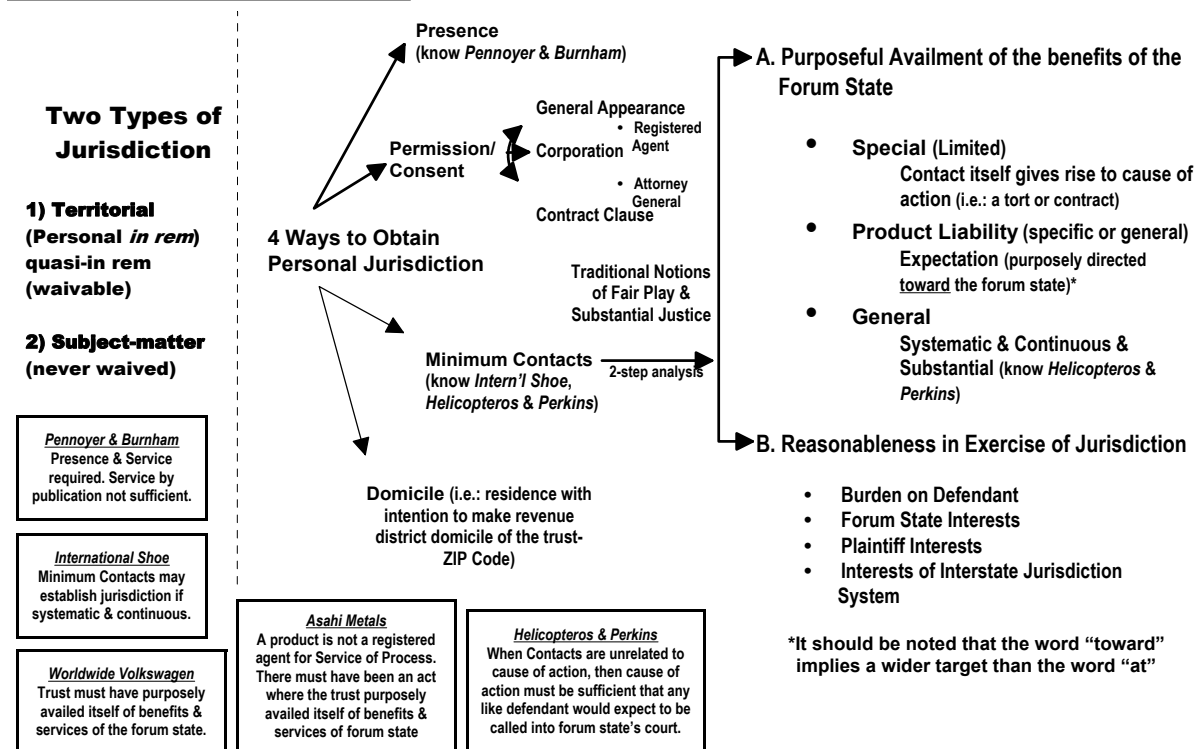 Two Types of
Jurisdiction
1) Territorial
(Personal in rem)
quasi-in rem
(waivable)
2) Subject-matter
(never waived)
Pennoyer & Burnham
Presence & Service
required. Service by
publication not sufficient.
International Shoe
Minimum Contacts may
establish jurisdiction if
systematic & continuous.
Worldwide Volkswagen
Trust must have purposely
availed itself of benefits &
services of the forum state.
4 Ways to Obtain
Personal Jurisdiction
Presence
(know Pennoyer & Burnham)
Permission/
Consent
General Appearance
• Registered
Agent
Corporation
• Attorney
General
Contract Clause
Traditional Notions
of Fair Play &
Substantial Justice
Minimum Contacts
(know Intern'l Shoe,
Helicopteros & Perkins)
2-step analysis
Domicile (i.e.: residence with
intention to make revenue
district domicile of the trust-
ZIP Code)
Asahi Metals
A product is not a registered
agent for Service of Process.
There must have been an act
where the trust purposely
availed itself of benefits &
services of forum state
Helicopteros & Perkins
When Contacts are unrelated to
cause of action, then cause of
action must be sufficient that any
like defendant would expect to be
called into forum state's court.
A. Purposeful Availment of the benefits of the
Forum State
• Special (Limited)
Contact itself gives rise to cause of
action (i.e.: a tort or contract)
• Product Liability (specific or general)
Expectation (purposely directed
toward the forum state)*
• General
Systematic & Continuous &
Substantial (know Helicopteros &
Perkins)
B. Reasonableness in Exercise of Jurisdiction
• Burden on Defendant
• Forum State Interests
• Plaintiff Interests
• Interests of Interstate Jurisdiction
System
*It should be noted that the word “toward”
implies a wider target than the word “at”